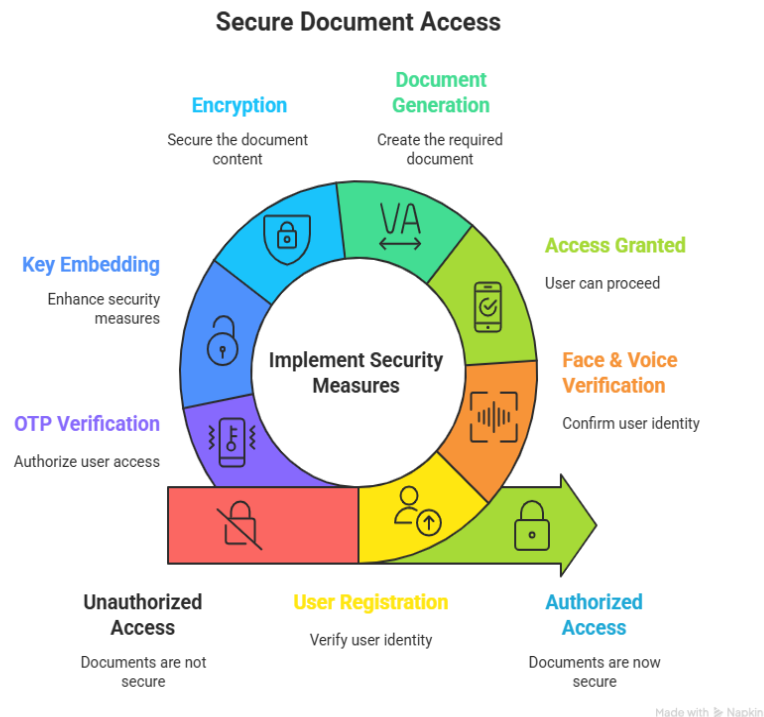 Secure Document Access
Encryption
Secure the document
content
Document
Generation
Create the required
document
VA
Key Embedding
Enhance security
measures
Access Granted
User can proceed
Implement Security
Measures
Face & Voice
Verification
Confirm user identity
OTP Verification
Authorize user access
Unauthorized
Access
Documents are not
secure
User Registration
Verify user identity
Authorized
Access
Documents are now
secure
Made with Napkin